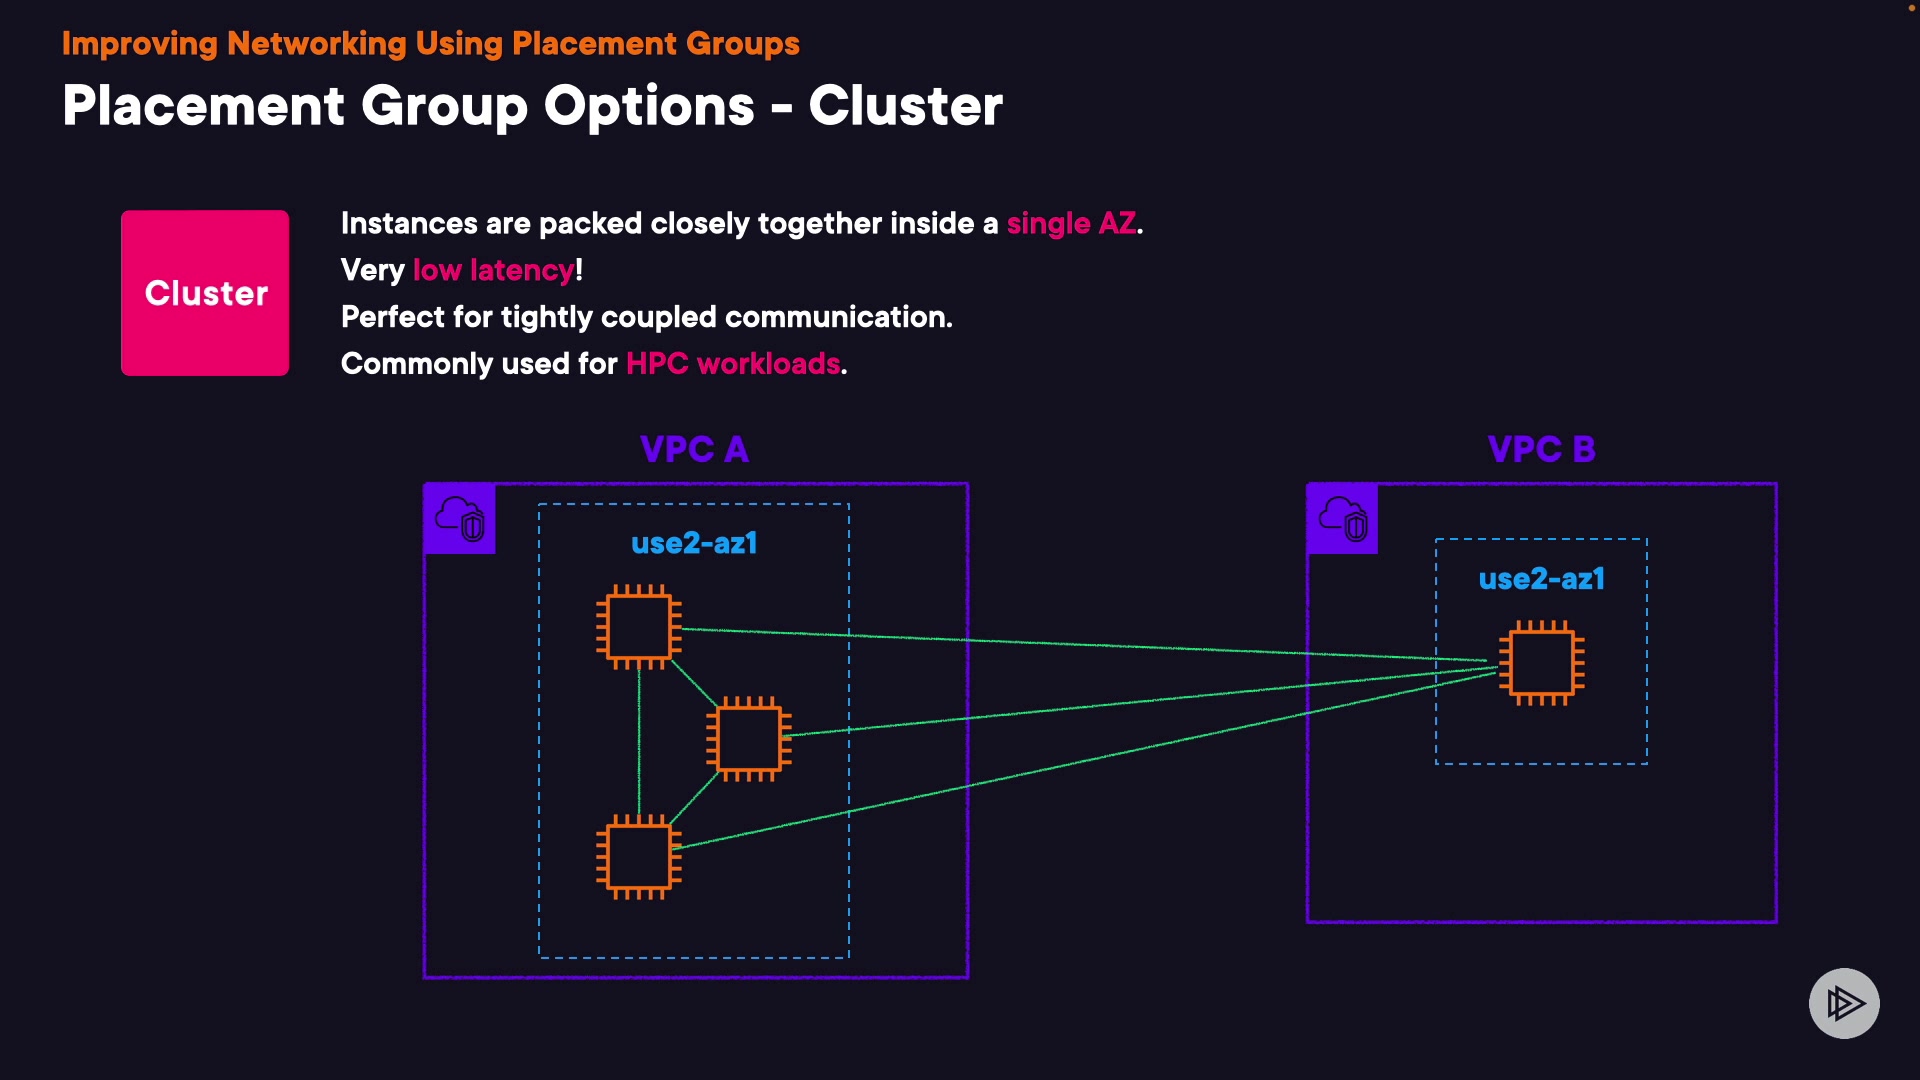 Improving Networking Using Placement Groups
Placement Group Options - Cluster
Cluster
Instances are packed closely together inside a single AZ.
Very low latency!
Perfect for tightly coupled communication.
Commonly used for HPC workloads.
VPC A
VPC B
use2-az1
use2-az1